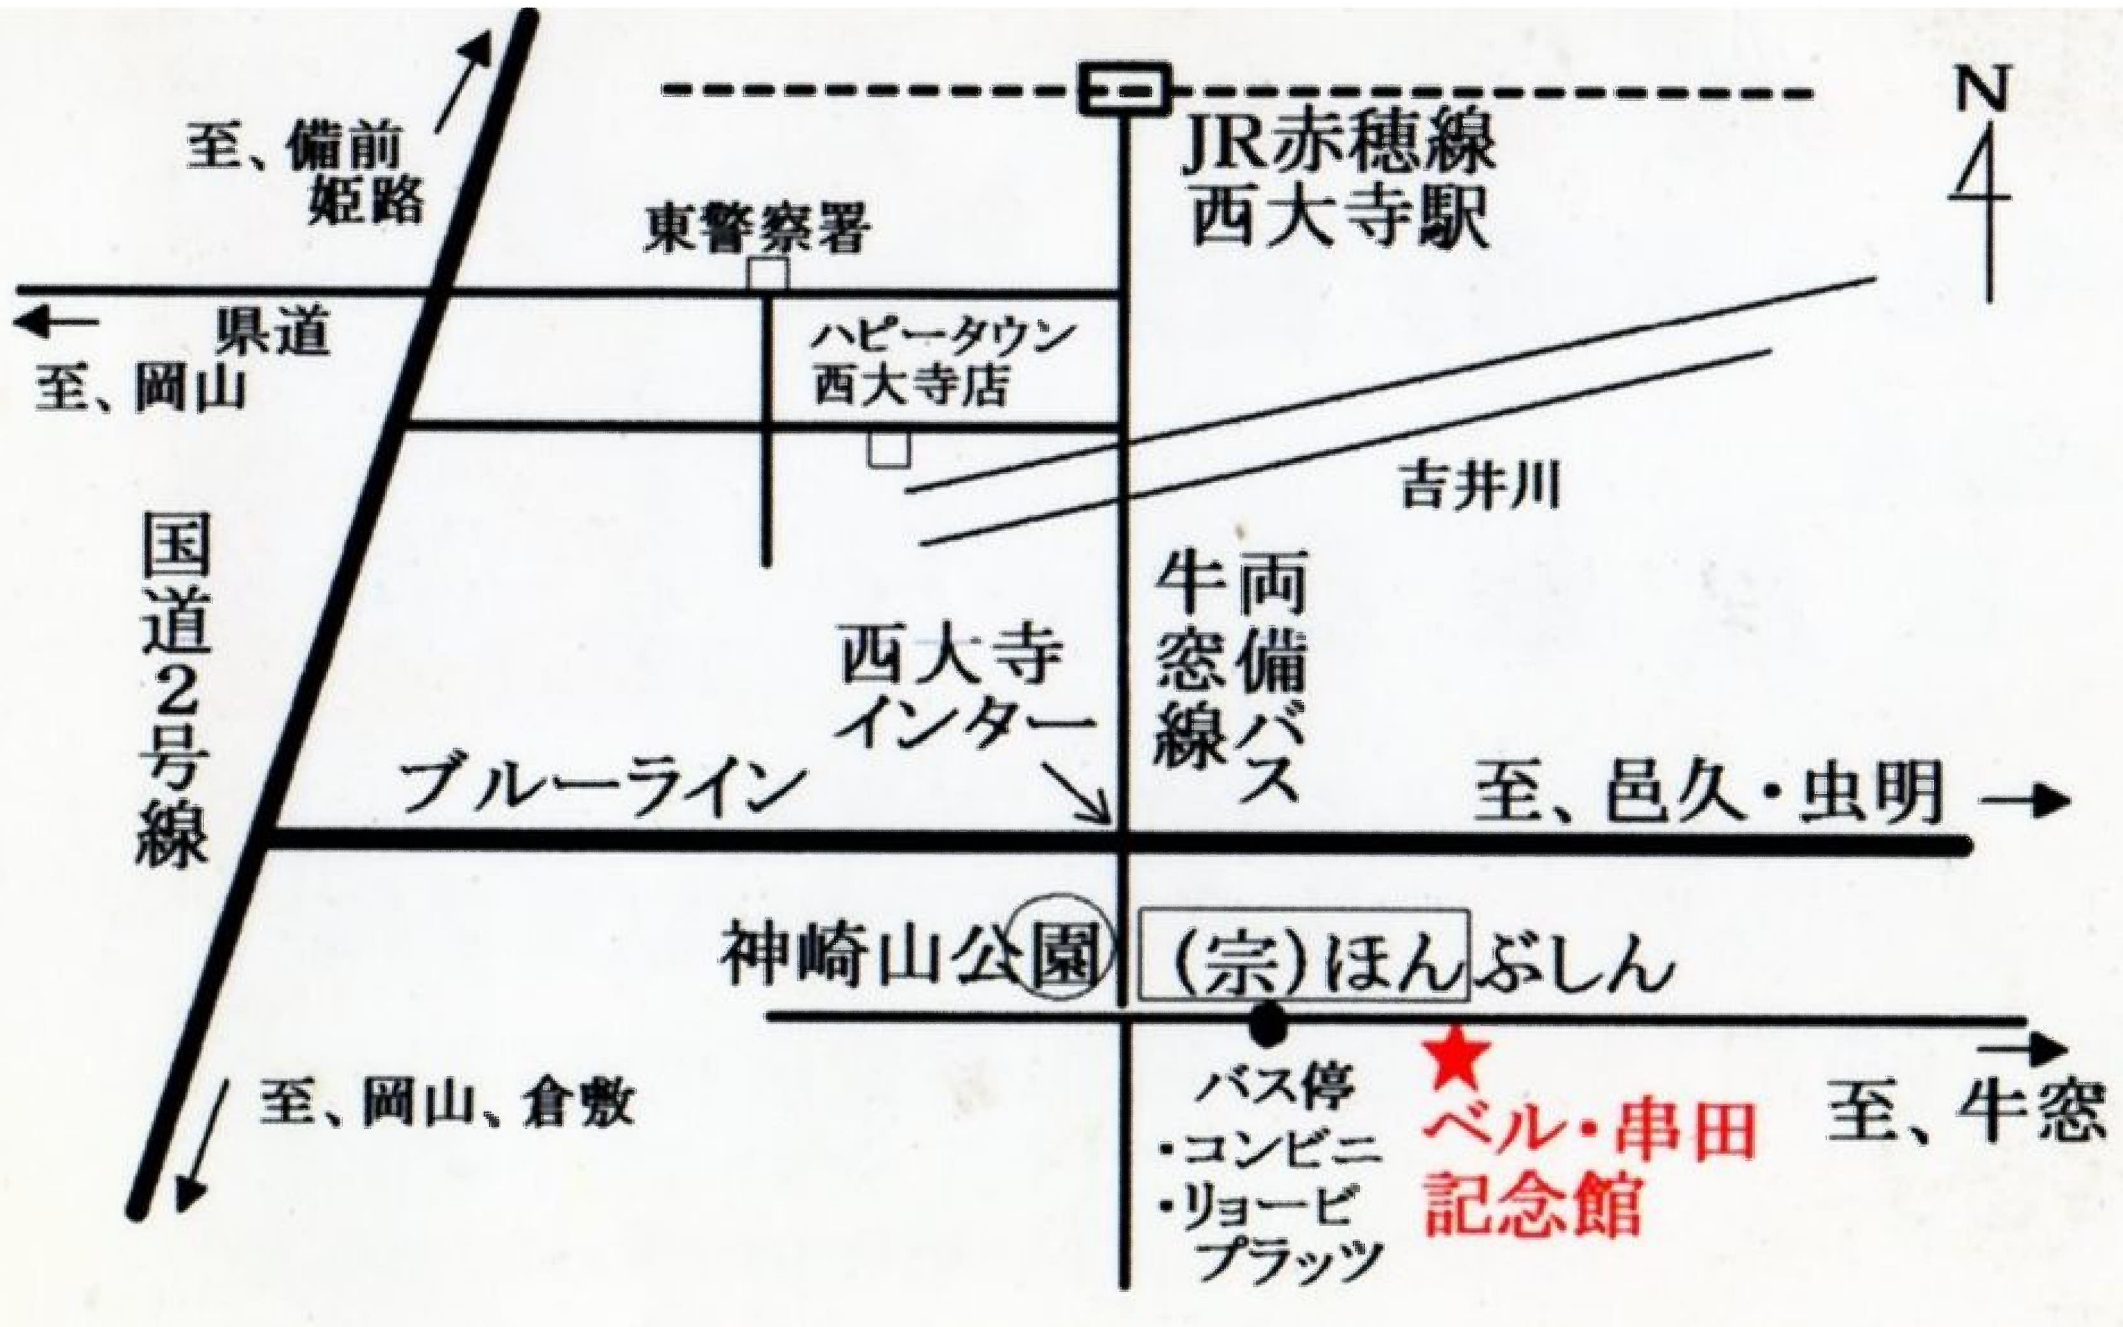 N
至、備前
姫路
JR赤穂線
西大寺駅
東警察署
県道
至、岡山
ハピータウン
西大寺店
吉井川
国道2号線
両備バス
牛窓線
西大寺
インター
ブルーライン
至、邑久・虫明
神崎山公園
(宗)ほんぶしん
至、岡山、倉敷
バス停
・コンビニ
・リョービ
プラッツ
ベル・串田
記念館
至、牛窓